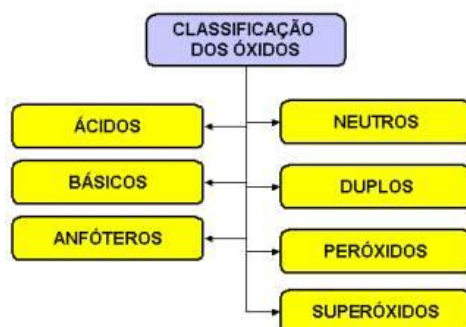 CLASSIFICAÇÃO
DOS ÓXIDOS
ÁCIDOS
BÁSICOS
ANFÓTEROS
NEUTROS
DUPLOS
PERÓXIDOS
SUPERÓXIDOS